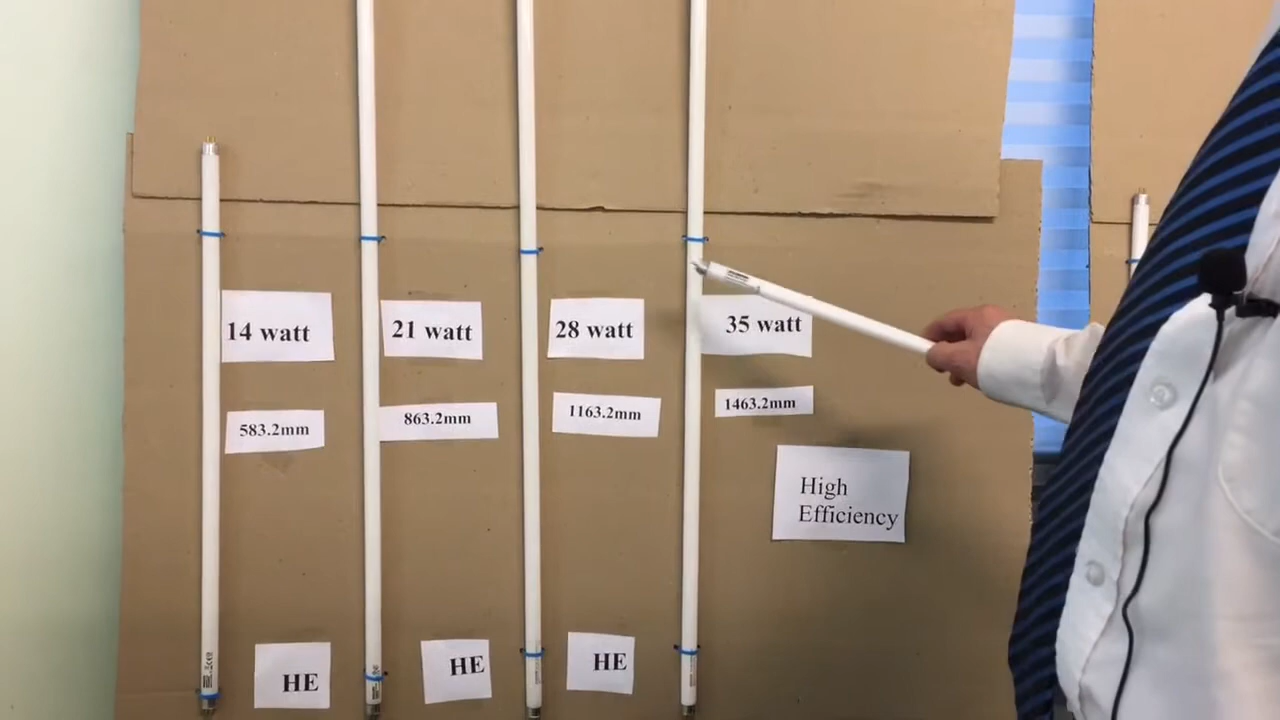 14 watt
21 watt
28 watt
35 watt
583.2mm
863.2mm
1163.2mm
1463.2mm
High
Efficiency
HE
HE
HE